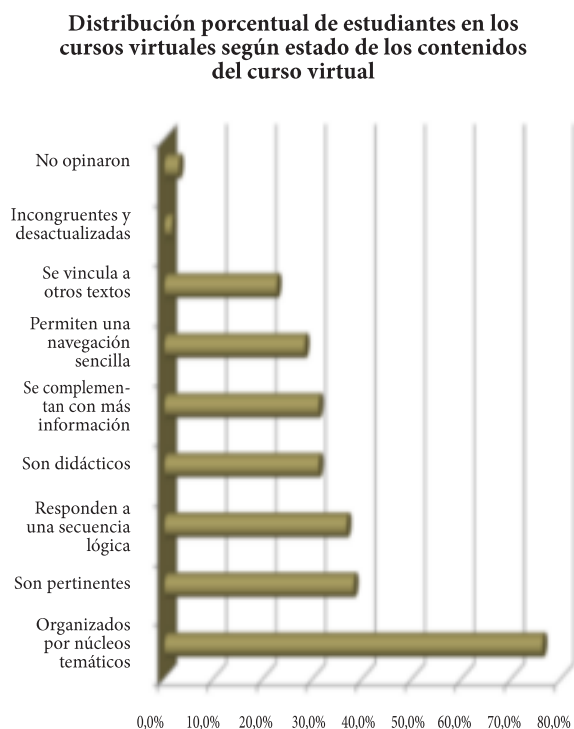 Distribución porcentual de estudiantes en los
cursos virtuales según estado de los contenidos
del curso virtual
No opinaron
Incongruentes y
desactualizadas
Se vincula a
otros textos
Permiten una
navegación
sencilla
Se complemen-
tan con más
información
Son didácticos
Responden a
una secuencia
lógica
Son pertinentes
Organizados
por núcleos
temáticos
0,0% 10,0% 20,0% 30,0% 40,0% 50,0% 60,0% 70,0% 80,0%